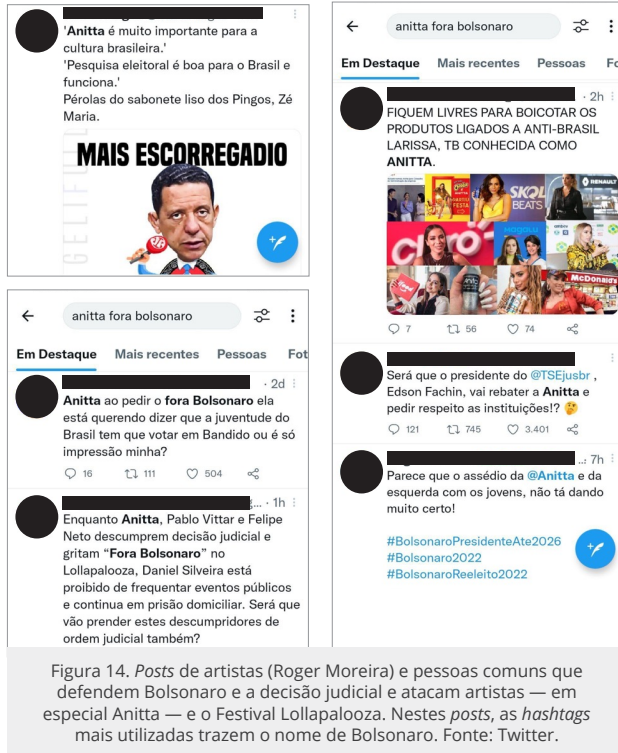 'Anitta é muito importante para a
cultura brasileira.'
'Pesquisa eleitoral é boa para o Brasil e
funciona.'
Pérolas do sabonete liso dos Pingos, Zé
Maria.
MAIS ESCORREGADIO
anitta fora bolsonaro
Em Destaque Mais recentes Pessoas Fot
· 2d
Anitta ao pedir o fora Bolsonaro ela
está querendo dizer que a juventude do
Brasil tem que votar em Bandido ou é só
impressão minha?
16 111 504
· 1h
Enquanto Anitta, Pablo Vittar e Felipe
Neto descumprem decisão judicial e
gritam “Fora Bolsonaro” no
Lollapalooza, Daniel Silveira está
proibido de frequentar eventos públicos
e continua em prisão domiciliar. Será que
vão prender estes descumpridores de
ordem judicial também?
anitta fora bolsonaro
Em Destaque Mais recentes Pessoas Fo
· 2h
FIQUEM LIVRES PARA BOICOTAR OS
PRODUTOS LIGADOS A ANTI-BRASIL
LARISSA, TB CONHECIDA COMO
ANITTA.
SKOL
BEATS
RENAULT
FESTA
Claro
magalu
McDonald's
7 56 74
Será que o presidente do @TSEjusbr ,
Edson Fachin, vai rebater a Anitta e
pedir respeito as instituições!? 🤔
121 745 3.401
7h
Parece que o assédio da @Anitta e da
esquerda com os jovens, não tá dando
muito certo!
#BolsonaroPresidenteAte2026
#Bolsonaro2022
#BolsonaroReeleito2022
Figura 14. Posts de artistas (Roger Moreira) e pessoas comuns que
defendem Bolsonaro e a decisão judicial e atacam artistas — em
especial Anitta — e o Festival Lollapalooza. Nestes posts, as hashtags
mais utilizadas trazem o nome de Bolsonaro. Fonte: Twitter.